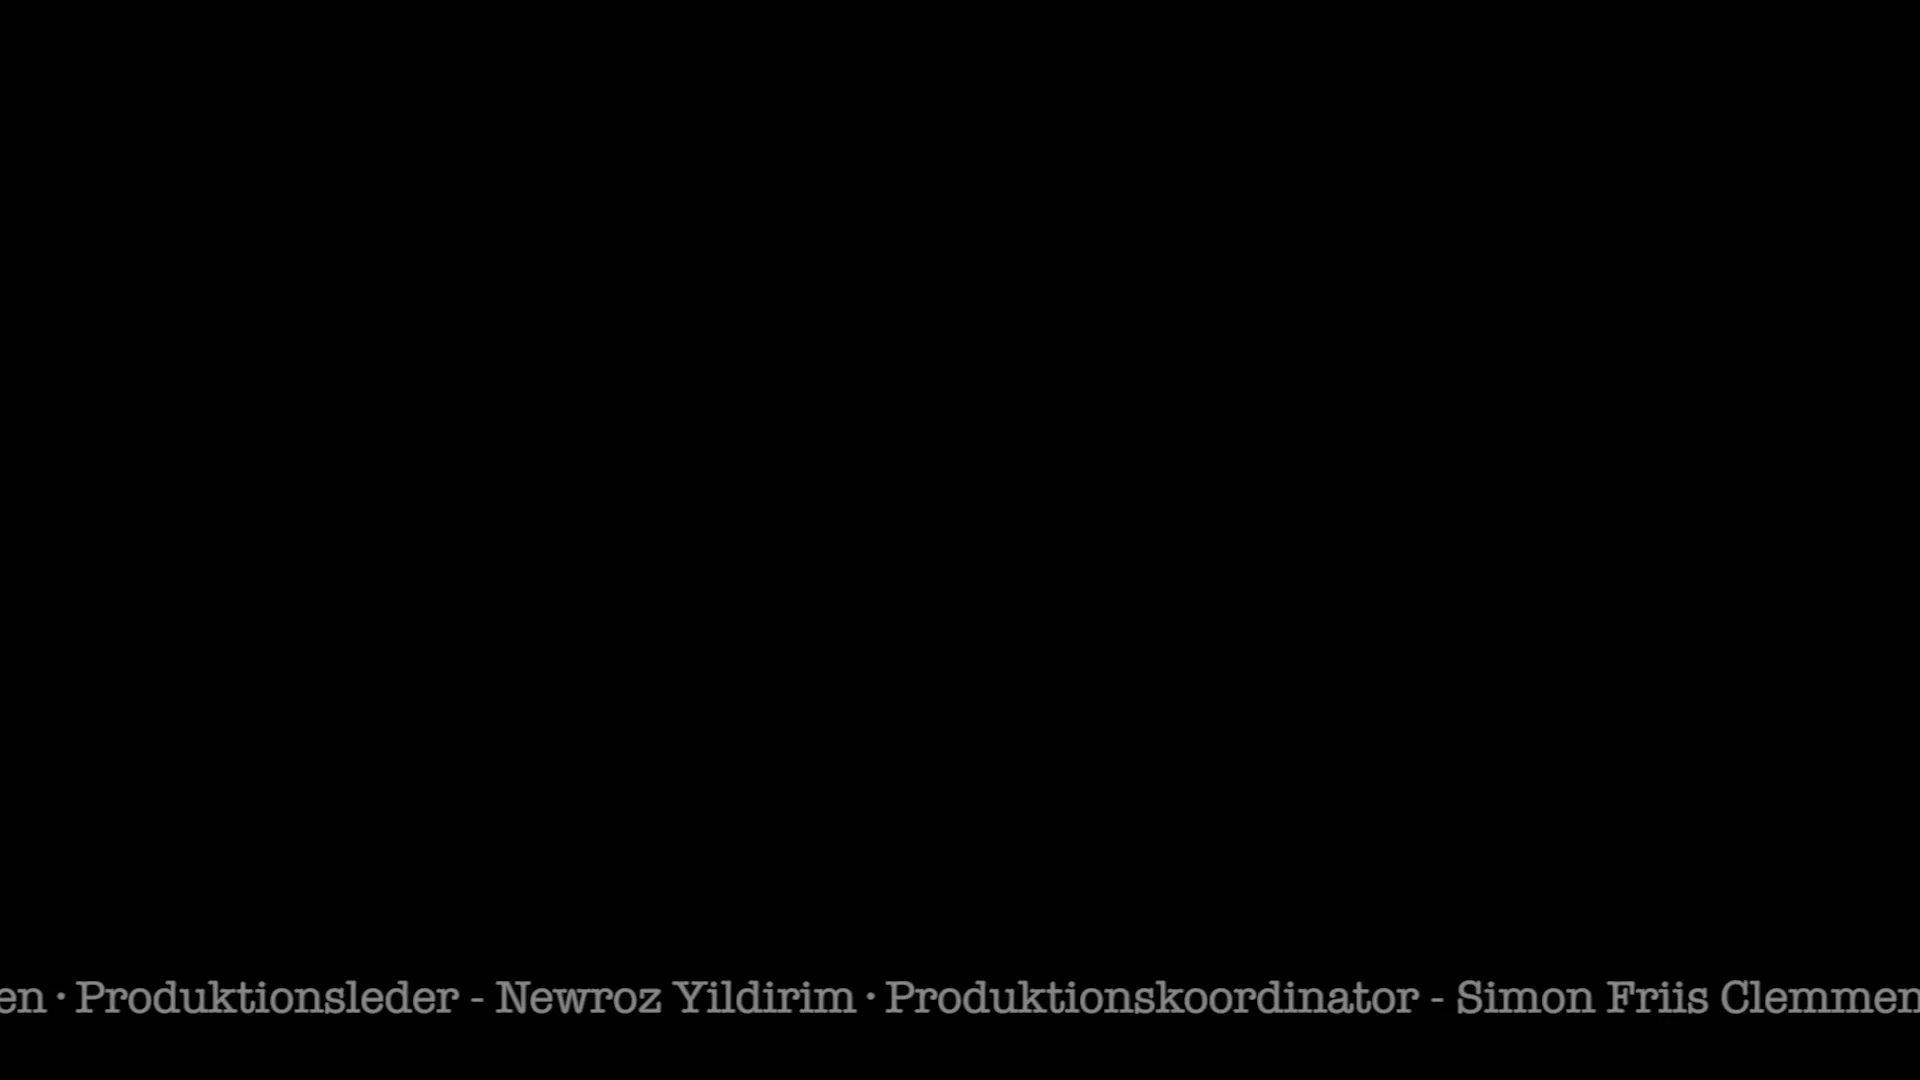 en · Produktionsleder - Newroz Yildirim · Produktionskoordinator - Simon Friis Clemmen